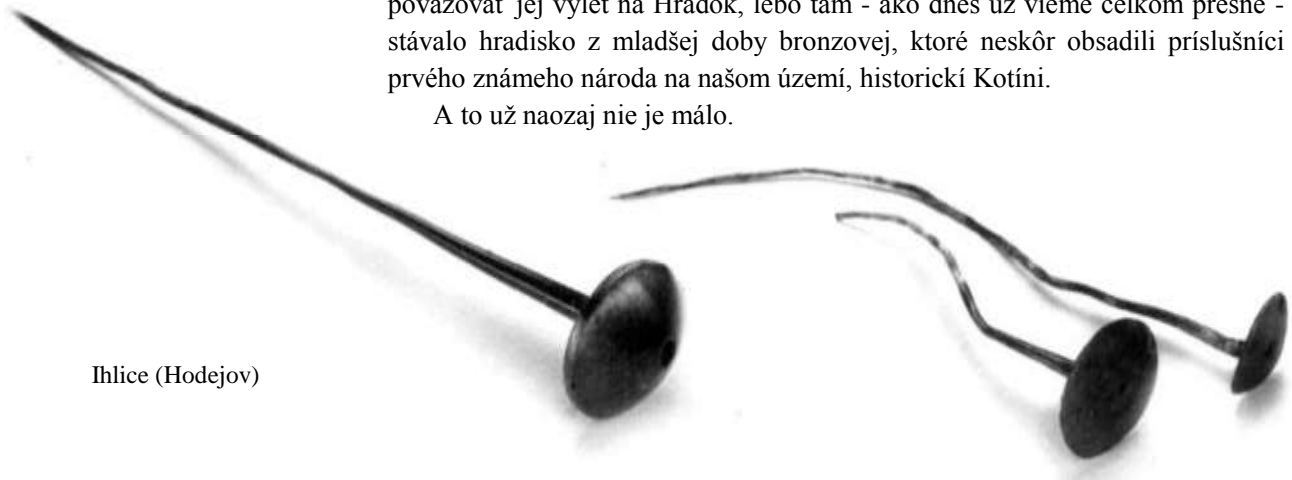 považovať jej výlet na Hrádok, lebo tam - ako dnes už vieme celkom presne -
stávalo hradisko z mladšej doby bronzovej, ktoré neskôr obsadili príslušníci
prvého známeho národa na našom území, historickí Kotíni.
A to už naozaj nie je málo.
Ihlice (Hodejov)